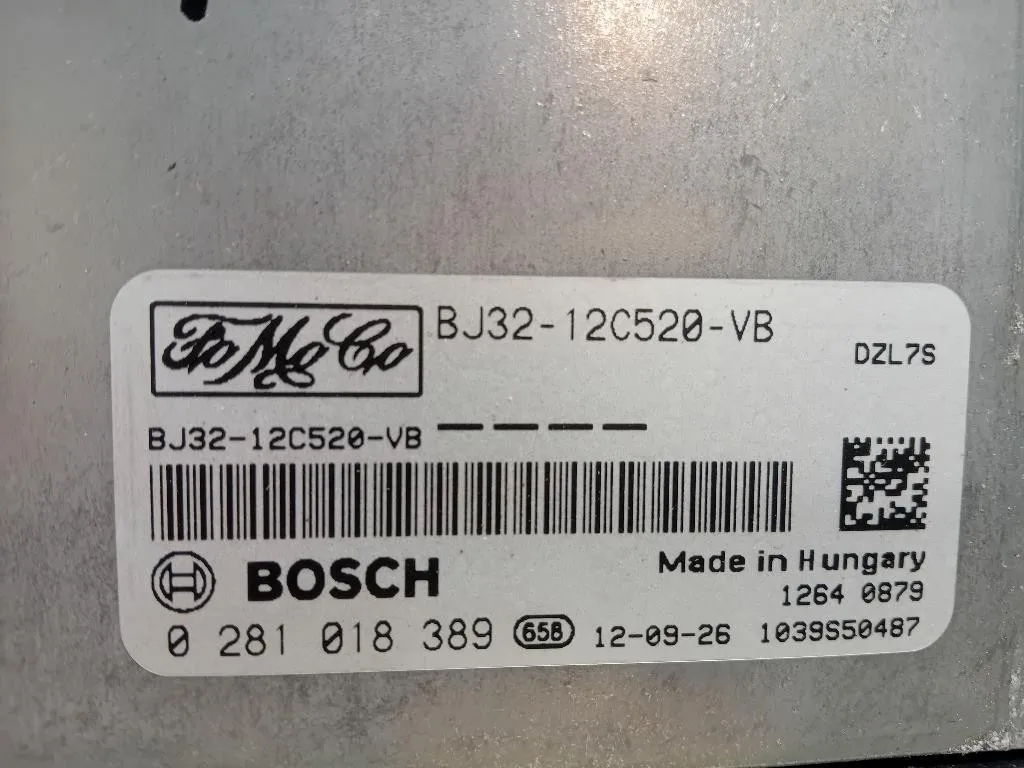 FoMoCo
BJ32-12C520-VB
DZL7S
BJ32-12C520-VB
BOSCH
Made in Hungary
1264 0879
0 281 018 389 65B 12-09-26 1039S50487